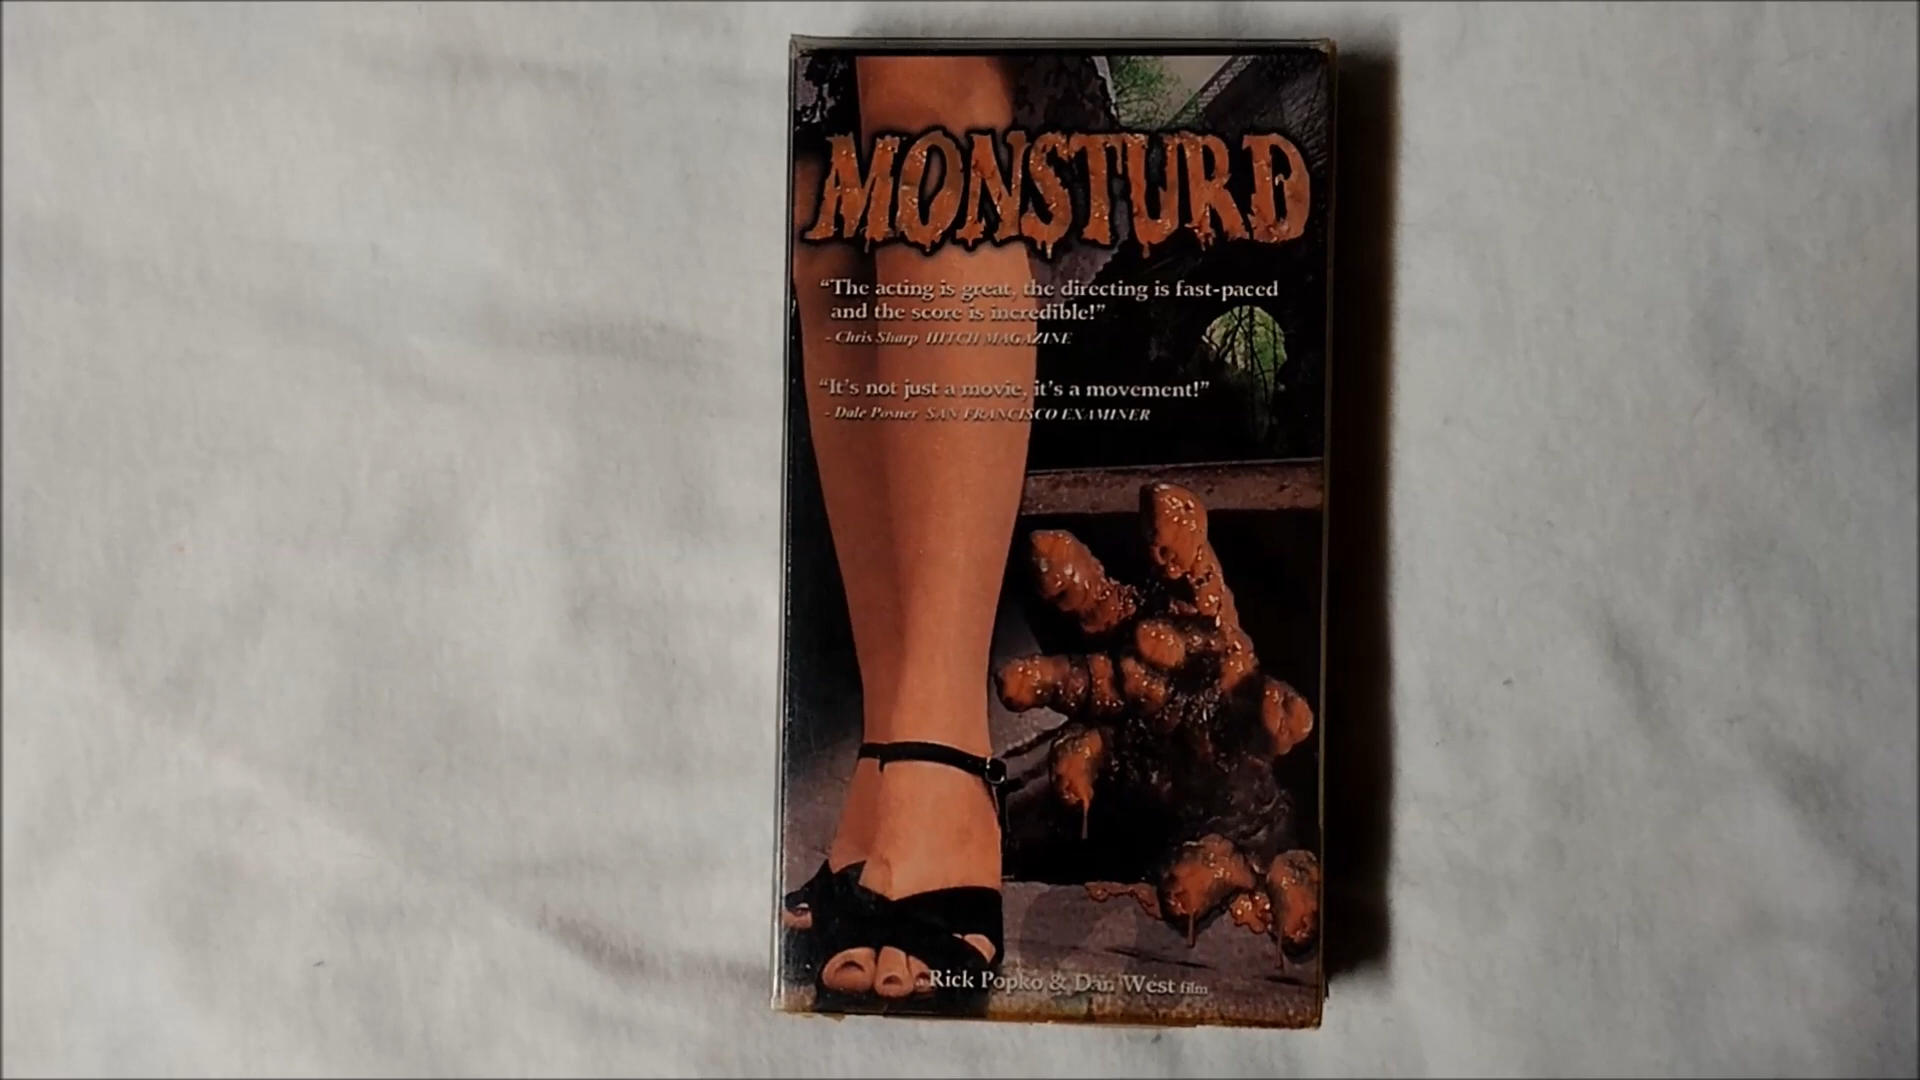 MONSTURD
“The acting is great, the directing is fast-paced
and the score is incredible!”
- Chris Sharp HITCH MAGAZINE
“It’s not just a movie, it’s a movement!”
- Dale Posner SAN FRANCISCO EXAMINER
a Rick Popko & Dan West film